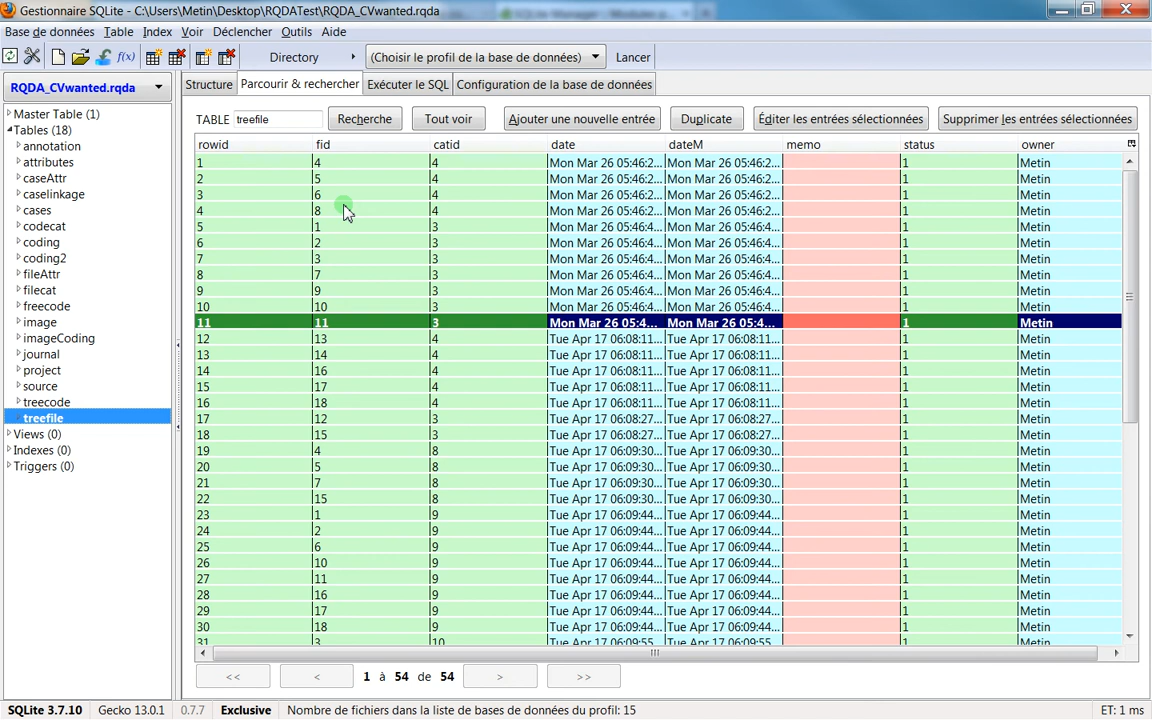 Gestionnaire SQLite - C:\Users\Metin\Desktop\RQDATest\RQDA_CVwanted.rqda
Base de données Table Index Voir Déclencher Outils Aide
f(x) Directory (Choisir le profil de la base de données) Lancer
RQDA_CVwanted.rqda Structure Parcourir & rechercher Exécuter le SQL Configuration de la base de données
Master Table (1)
Tables (18)
annotation
attributes
caseAttr
caselinkage
cases
codecat
coding
coding2
fileAttr
filecat
freecode
image
imageCoding
journal
project
source
treecode
treefile
Views (0)
Indexes (0)
Triggers (0)
TABLE treefile Recherche Tout voir Ajouter une nouvelle entrée Duplicate Éditer les entrées sélectionnées Supprimer les entrées sélectionnées
rowid fid catid date dateM memo status owner
1 4 4 Mon Mar 26 05:46:2... Mon Mar 26 05:46:2... 1 Metin
2 5 4 Mon Mar 26 05:46:2... Mon Mar 26 05:46:2... 1 Metin
3 6 4 Mon Mar 26 05:46:2... Mon Mar 26 05:46:2... 1 Metin
4 8 4 Mon Mar 26 05:46:2... Mon Mar 26 05:46:2... 1 Metin
5 1 3 Mon Mar 26 05:46:4... Mon Mar 26 05:46:4... 1 Metin
6 2 3 Mon Mar 26 05:46:4... Mon Mar 26 05:46:4... 1 Metin
7 3 3 Mon Mar 26 05:46:4... Mon Mar 26 05:46:4... 1 Metin
8 7 3 Mon Mar 26 05:46:4... Mon Mar 26 05:46:4... 1 Metin
9 9 3 Mon Mar 26 05:46:4... Mon Mar 26 05:46:4... 1 Metin
10 10 3 Mon Mar 26 05:46:4... Mon Mar 26 05:46:4... 1 Metin
11 11 3 Mon Mar 26 05:4... Mon Mar 26 05:4... 1 Metin
12 13 4 Tue Apr 17 06:08:11... Tue Apr 17 06:08:11... 1 Metin
13 14 4 Tue Apr 17 06:08:11... Tue Apr 17 06:08:11... 1 Metin
14 16 4 Tue Apr 17 06:08:11... Tue Apr 17 06:08:11... 1 Metin
15 17 4 Tue Apr 17 06:08:11... Tue Apr 17 06:08:11... 1 Metin
16 18 4 Tue Apr 17 06:08:11... Tue Apr 17 06:08:11... 1 Metin
17 12 3 Tue Apr 17 06:08:27... Tue Apr 17 06:08:27... 1 Metin
18 15 3 Tue Apr 17 06:08:27... Tue Apr 17 06:08:27... 1 Metin
19 4 8 Tue Apr 17 06:09:30... Tue Apr 17 06:09:30... 1 Metin
20 5 8 Tue Apr 17 06:09:30... Tue Apr 17 06:09:30... 1 Metin
21 7 8 Tue Apr 17 06:09:30... Tue Apr 17 06:09:30... 1 Metin
22 15 8 Tue Apr 17 06:09:30... Tue Apr 17 06:09:30... 1 Metin
23 1 9 Tue Apr 17 06:09:44... Tue Apr 17 06:09:44... 1 Metin
24 2 9 Tue Apr 17 06:09:44... Tue Apr 17 06:09:44... 1 Metin
25 6 9 Tue Apr 17 06:09:44... Tue Apr 17 06:09:44... 1 Metin
26 10 9 Tue Apr 17 06:09:44... Tue Apr 17 06:09:44... 1 Metin
27 11 9 Tue Apr 17 06:09:44... Tue Apr 17 06:09:44... 1 Metin
28 16 9 Tue Apr 17 06:09:44... Tue Apr 17 06:09:44... 1 Metin
29 17 9 Tue Apr 17 06:09:44... Tue Apr 17 06:09:44... 1 Metin
30 18 9 Tue Apr 17 06:09:44... Tue Apr 17 06:09:44... 1 Metin
31 3 10 Tue Apr 17 06:09:55... Tue Apr 17 06:09:55... 1 Metin
<< < 1 à 54 de 54 > >>
SQLite 3.7.10 Gecko 13.0.1 0.7.7 Exclusive Nombre de fichiers dans la liste de bases de données du profil: 15 ET: 1 ms